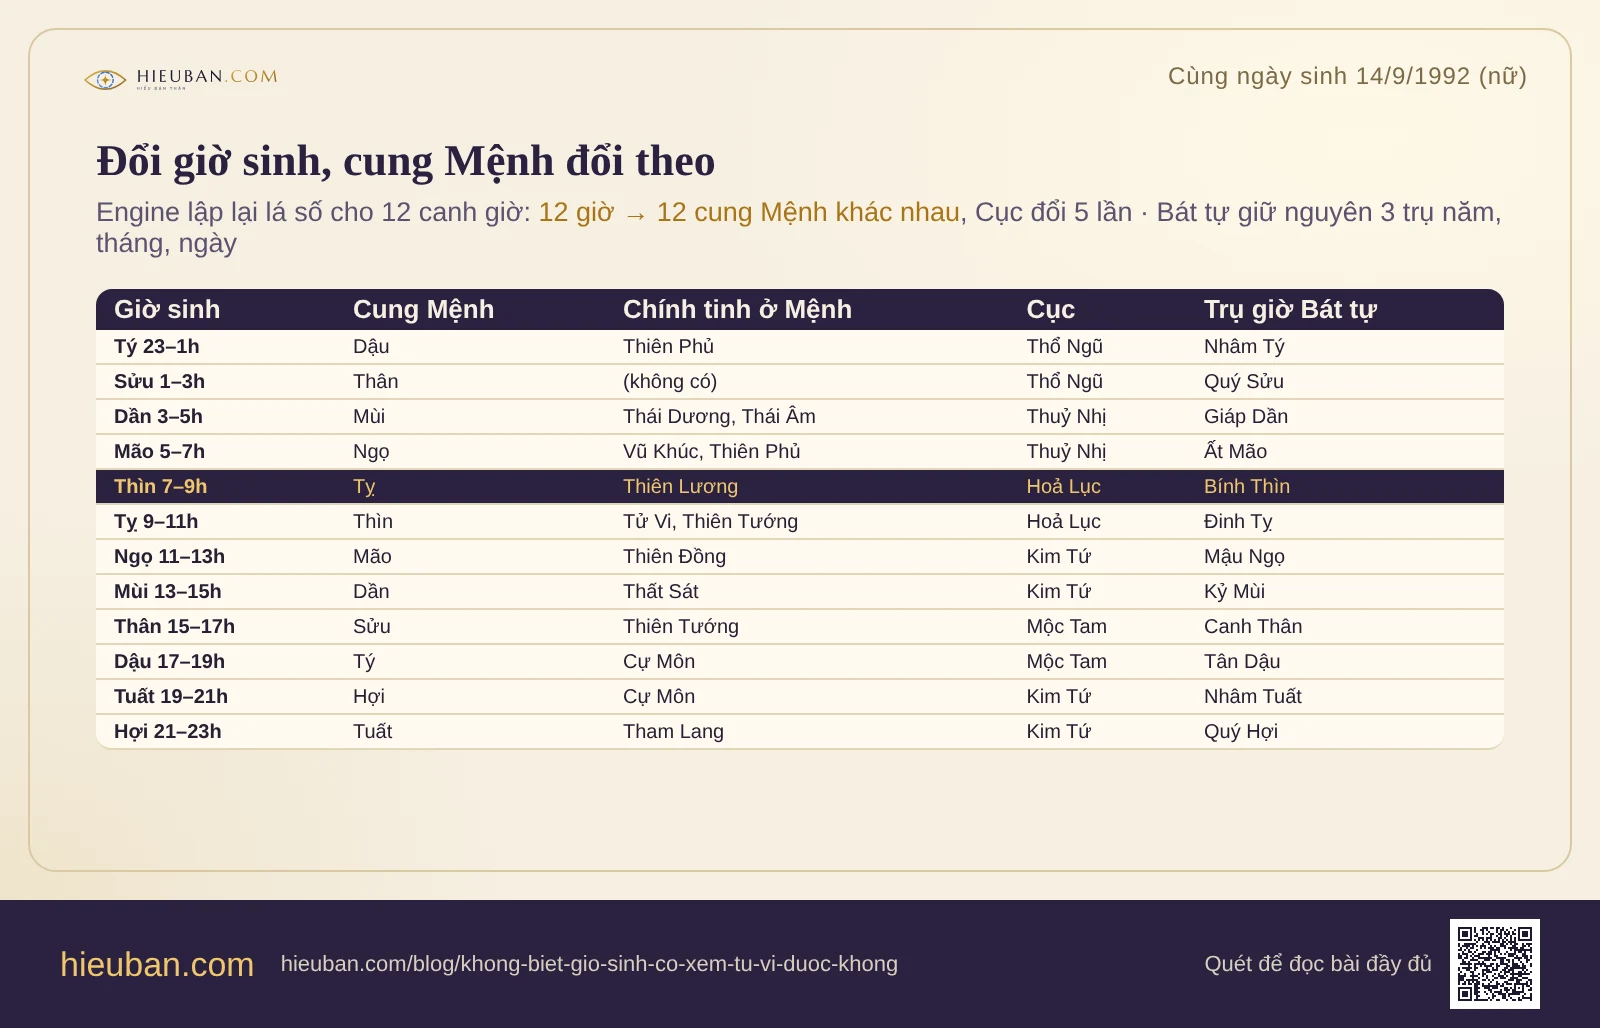 HIEUBAN.COM
HIỂU BẢN THÂN
Cùng ngày sinh 14/9/1992 (nữ)
Đổi giờ sinh, cung Mệnh đổi theo
Engine lập lại lá số cho 12 canh giờ: 12 giờ → 12 cung Mệnh khác nhau, Cục đổi 5 lần · Bát tự giữ nguyên 3 trụ năm,
tháng, ngày
Giờ sinh Cung Mệnh Chính tinh ở Mệnh Cục Trụ giờ Bát tự
Tý 23–1h Dậu Thiên Phủ Thổ Ngũ Nhâm Tý
Sửu 1–3h Thân (không có) Thổ Ngũ Quý Sửu
Dần 3–5h Mùi Thái Dương, Thái Âm Thuỷ Nhị Giáp Dần
Mão 5–7h Ngọ Vũ Khúc, Thiên Phủ Thuỷ Nhị Ất Mão
Thìn 7–9h Tỵ Thiên Lương Hoả Lục Bính Thìn
Tỵ 9–11h Thìn Tử Vi, Thiên Tướng Hoả Lục Đinh Tỵ
Ngọ 11–13h Mão Thiên Đồng Kim Tứ Mậu Ngọ
Mùi 13–15h Dần Thất Sát Kim Tứ Kỷ Mùi
Thân 15–17h Sửu Thiên Tướng Mộc Tam Canh Thân
Dậu 17–19h Tý Cự Môn Mộc Tam Tân Dậu
Tuất 19–21h Hợi Cự Môn Kim Tứ Nhâm Tuất
Hợi 21–23h Tuất Tham Lang Kim Tứ Quý Hợi
hieuban.com hieuban.com/blog/khong-biet-gio-sinh-co-xem-tu-vi-duoc-khong Quét để đọc bài đầy đủ